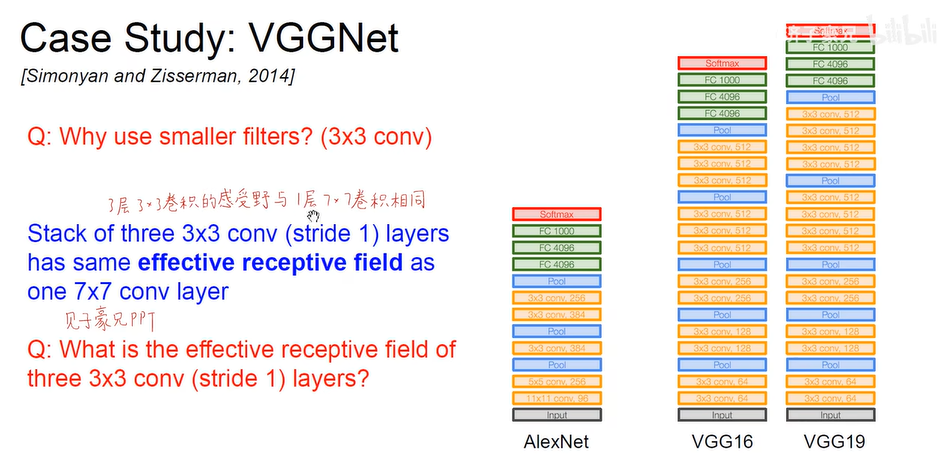 Case Study: VGGNet
[Simonyan and Zisserman, 2014]
Q: Why use smaller filters? (3x3 conv)
3层3×3卷积的感受野与1层7×7卷积相同
Stack of three 3x3 conv (stride 1) layers
has same effective receptive field as
one 7x7 conv layer
见子豪兄PPT
Q: What is the effective receptive field of
three 3x3 conv (stride 1) layers?
Softmax
FC 1000
FC 4096
FC 4096
Pool
3x3 conv, 256
3x3 conv, 384
Pool
3x3 conv, 384
Pool
5x5 conv, 256
11x11 conv, 96
Input
AlexNet
Softmax
FC 1000
FC 4096
FC 4096
Pool
3x3 conv, 512
3x3 conv, 512
3x3 conv, 512
Pool
3x3 conv, 512
3x3 conv, 512
3x3 conv, 512
Pool
3x3 conv, 256
3x3 conv, 256
Pool
3x3 conv, 128
3x3 conv, 128
Pool
3x3 conv, 64
3x3 conv, 64
Input
VGG16
Softmax
FC 1000
FC 4096
FC 4096
Pool
3x3 conv, 512
3x3 conv, 512
3x3 conv, 512
3x3 conv, 512
Pool
3x3 conv, 512
3x3 conv, 512
3x3 conv, 512
3x3 conv, 512
Pool
3x3 conv, 256
3x3 conv, 256
Pool
3x3 conv, 128
3x3 conv, 128
Pool
3x3 conv, 64
3x3 conv, 64
Input
VGG19
bilibili